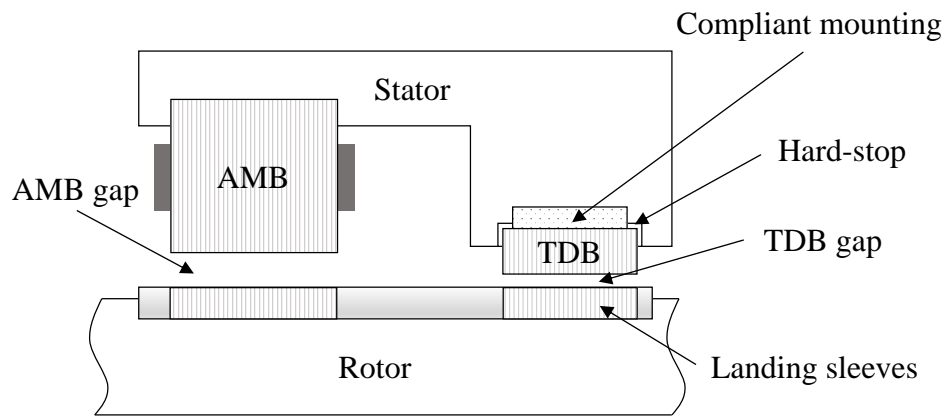 Compliant mounting
Stator
Hard-stop
AMB
AMB gap
TDB gap
TDB
Rotor
Landing sleeves